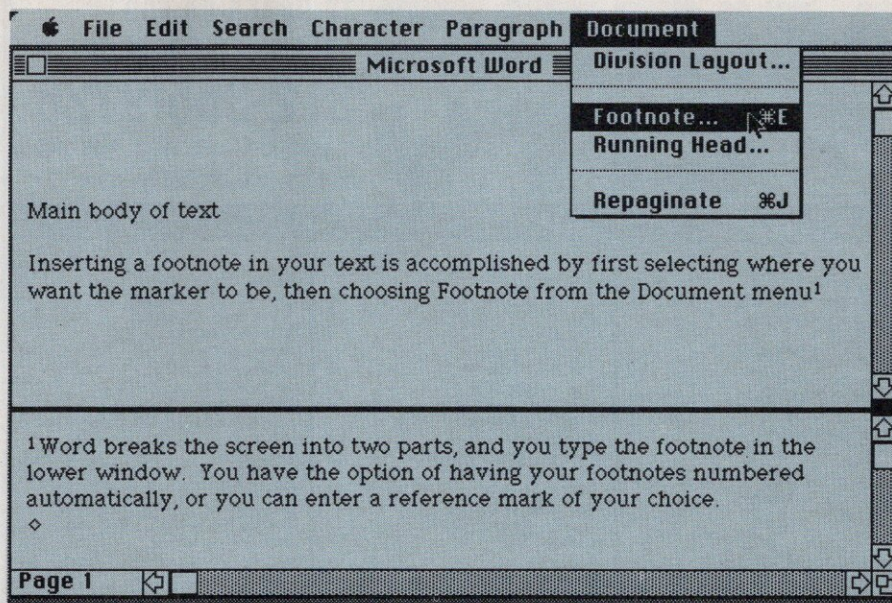 File Edit Search Character Paragraph Document
Microsoft Word
Division Layout...
Footnote... ⌘E
Running Head...
Repaginate ⌘J
Main body of text
Inserting a footnote in your text is accomplished by first selecting where you
want the marker to be, then choosing Footnote from the Document menu¹
¹Word breaks the screen into two parts, and you type the footnote in the
lower window. You have the option of having your footnotes numbered
automatically, or you can enter a reference mark of your choice.
Page 1